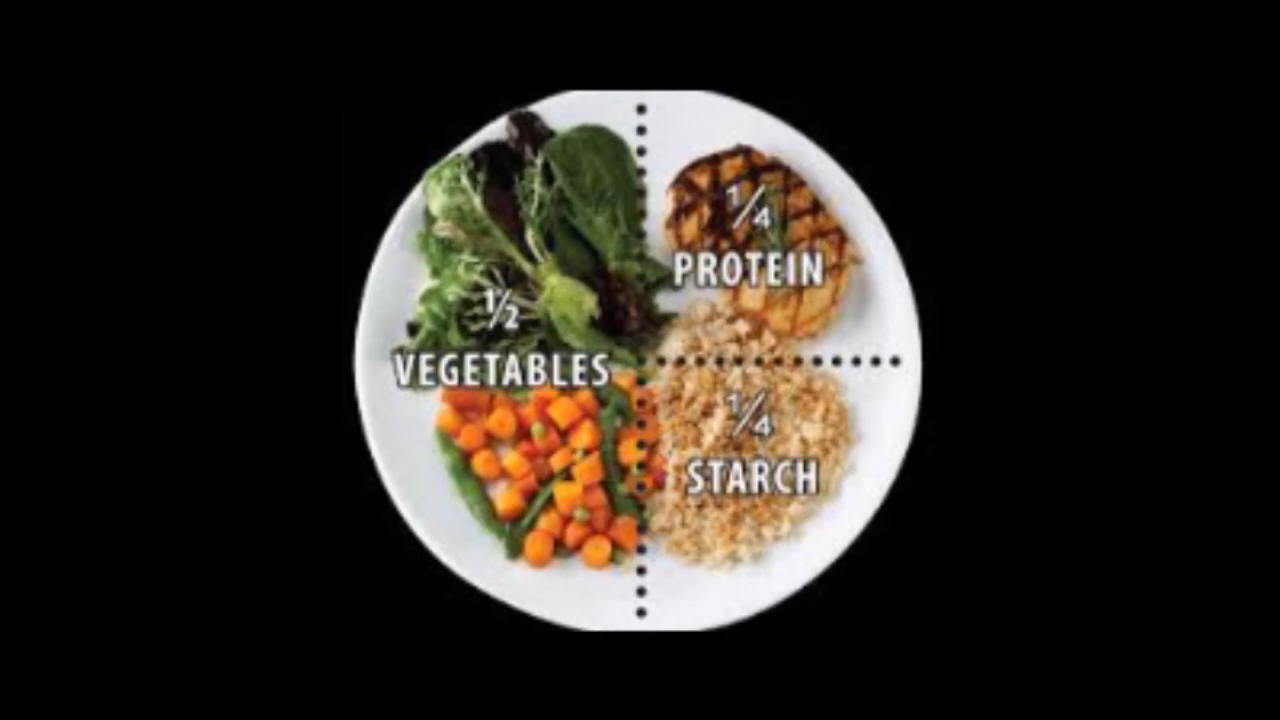 ½
VEGETABLES
¼
PROTEIN
¼
STARCH